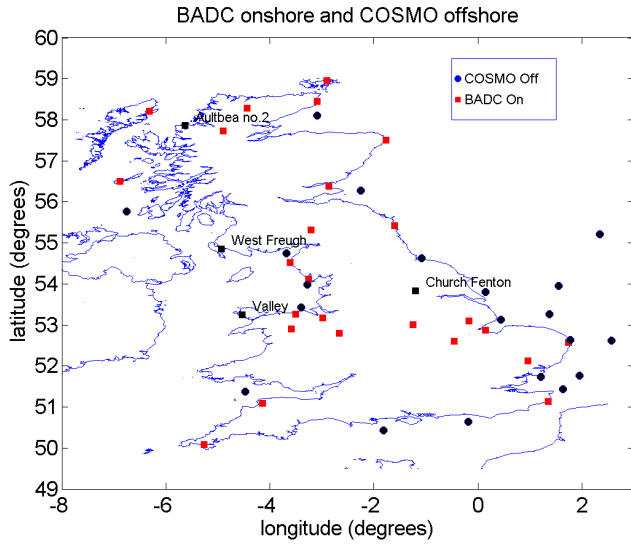 BADC onshore and COSMO offshore
60
59
58
57
56
55
54
53
52
51
50
49
latitude (degrees)
COSMO Off
BADC On
Aultbea no.2
West Freugh
Church Fenton
Valley
-8
-6
-4
-2
0
2
longitude (degrees)